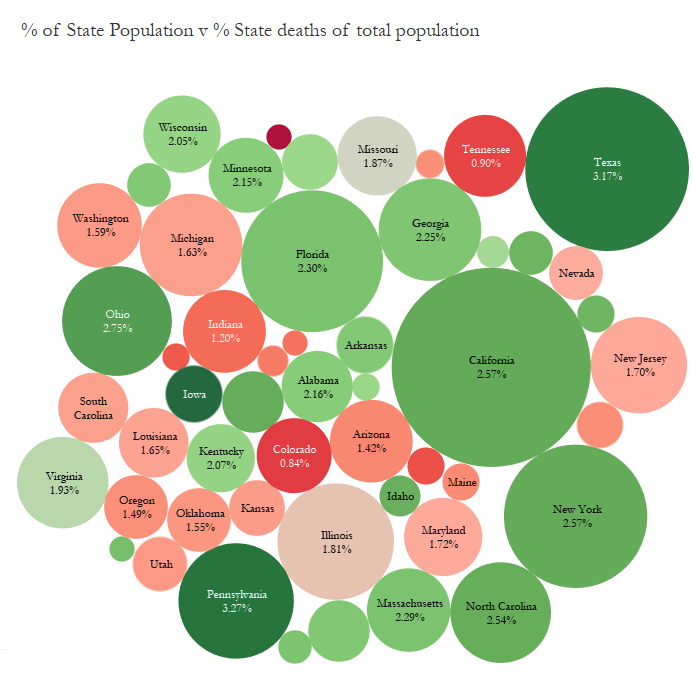 % of State Population v % State deaths of total population
Wisconsin
2.05%
Minnesota
2.15%
Missouri
1.87%
Tennessee
0.90%
Texas
3.17%
Washington
1.59%
Michigan
1.63%
Florida
2.30%
Georgia
2.25%
Nevada
Ohio
2.75%
Indiana
1.20%
Arkansas
California
2.57%
New Jersey
1.70%
Iowa
Alabama
2.16%
South
Carolina
Louisiana
1.65%
Kentucky
2.07%
Colorado
0.84%
Arizona
1.42%
Virginia
1.93%
Oregon
1.49%
Oklahoma
1.55%
Kansas
Idaho
Maine
Illinois
1.81%
Maryland
1.72%
New York
2.57%
Utah
Pennsylvania
3.27%
Massachusetts
2.29%
North Carolina
2.54%